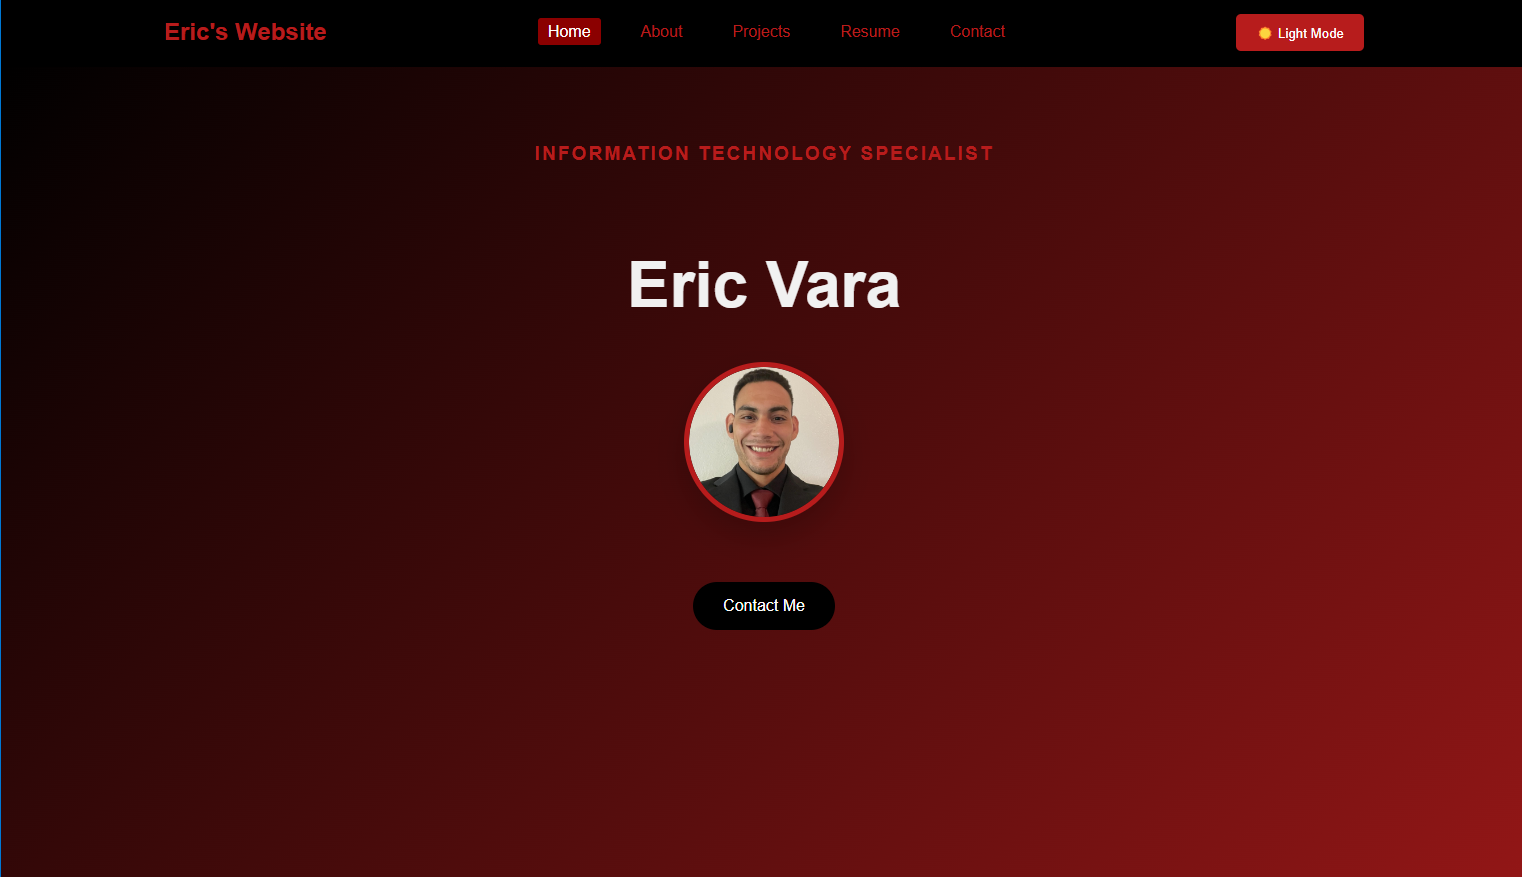 Eric's Website
Home About Projects Resume Contact
Light Mode
INFORMATION TECHNOLOGY SPECIALIST
Eric Vara
Contact Me